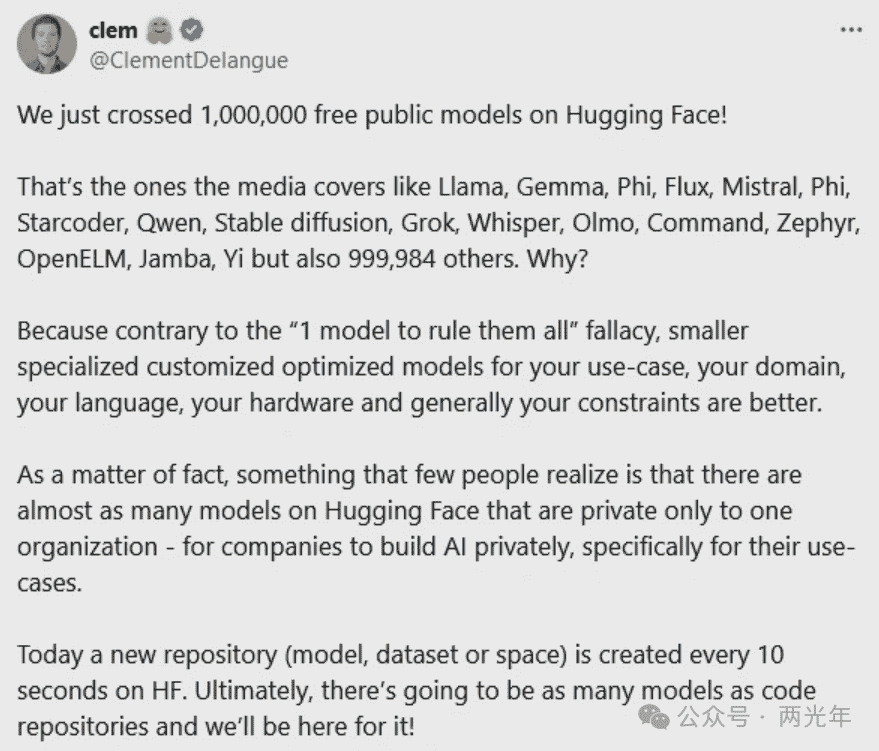 clem
@ClementDelangue
We just crossed 1,000,000 free public models on Hugging Face!
That's the ones the media covers like Llama, Gemma, Phi, Flux, Mistral, Phi,
Starcoder, Qwen, Stable diffusion, Grok, Whisper, Olmo, Command, Zephyr,
OpenELM, Jamba, Yi but also 999,984 others. Why?
Because contrary to the “1 model to rule them all” fallacy, smaller
specialized customized optimized models for your use-case, your domain,
your language, your hardware and generally your constraints are better.
As a matter of fact, something that few people realize is that there are
almost as many models on Hugging Face that are private only to one
organization - for companies to build AI privately, specifically for their use-
cases.
Today a new repository (model, dataset or space) is created every 10
seconds on HF. Ultimately, there's going to be as many models as code
repositories and we'll be here for it!
公众号 · 两光年